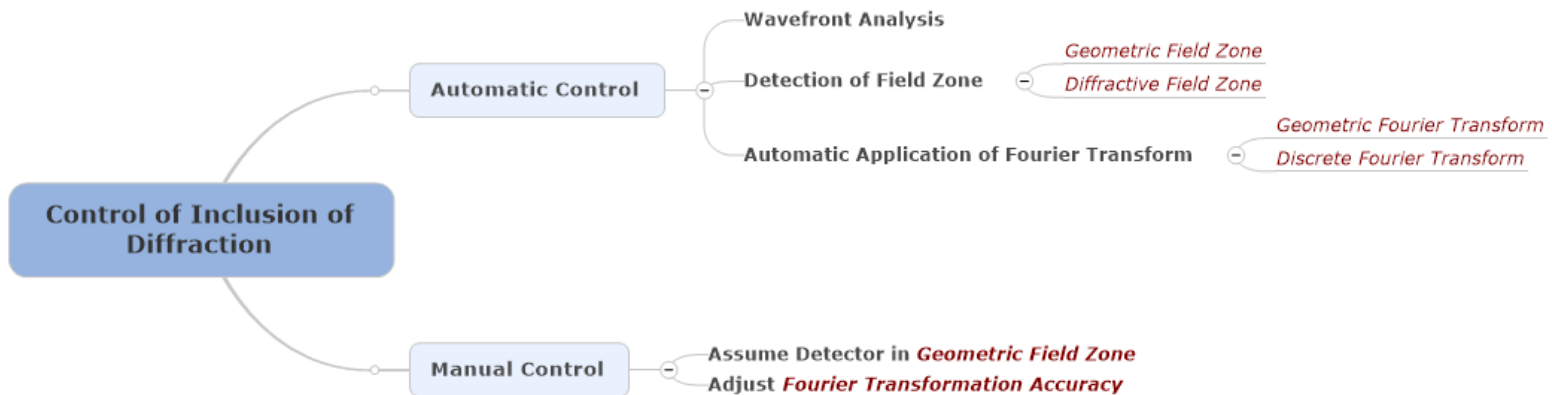 Wavefront Analysis
Geometric Field Zone
Detection of Field Zone
Diffractive Field Zone
Automatic Control
Geometric Fourier Transform
Automatic Application of Fourier Transform
Discrete Fourier Transform
Control of Inclusion of
Diffraction
Assume Detector in Geometric Field Zone
Manual Control
Adjust Fourier Transformation Accuracy